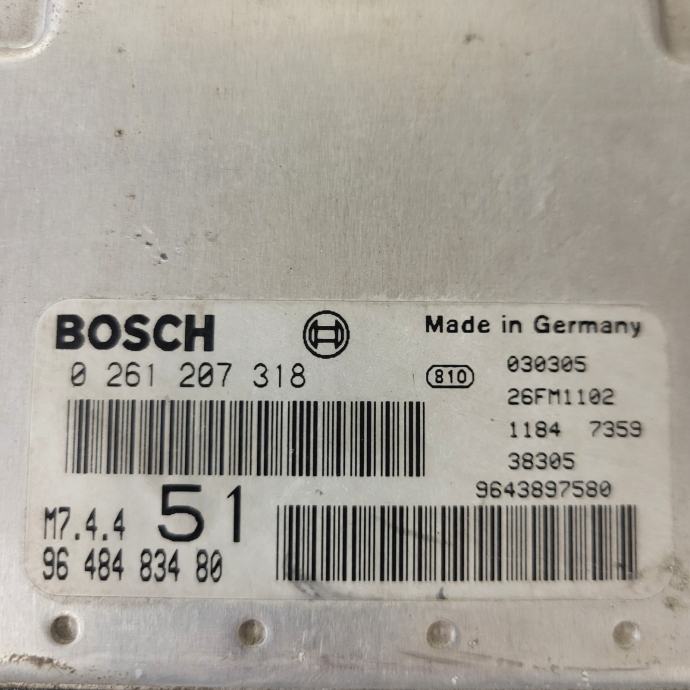 BOSCH
Made in Germany
0 261 207 318
810
030305
26FM1102
1184 7359
38305
9643897580
M7.4.4 51
96 484 834 80